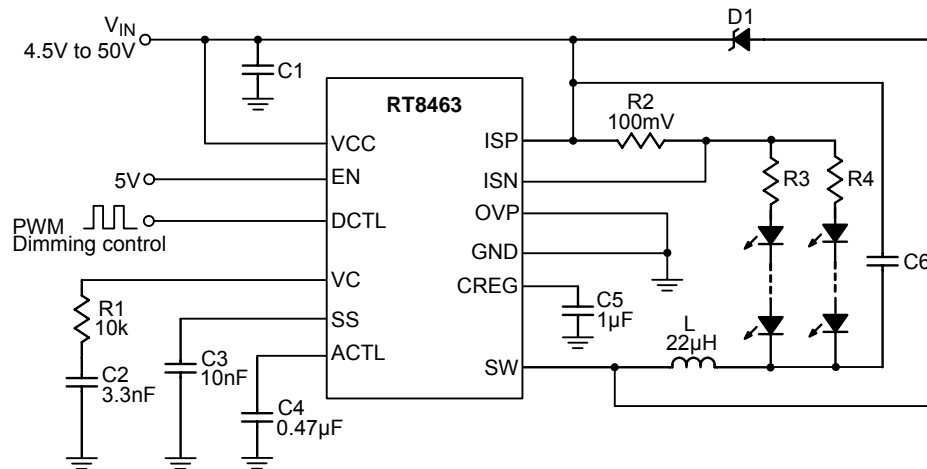 VIN
4.5V to 50V
C1
D1
RT8463
R2
100mV
VCC
ISP
EN
ISN
5V
R3
R4
DCTL
OVP
PWM
Dimming control
GND
C6
VC
CREG
R1
10k
C5
1µF
SS
C3
10nF
L
22µH
ACTL
SW
C2
3.3nF
C4
0.47µF